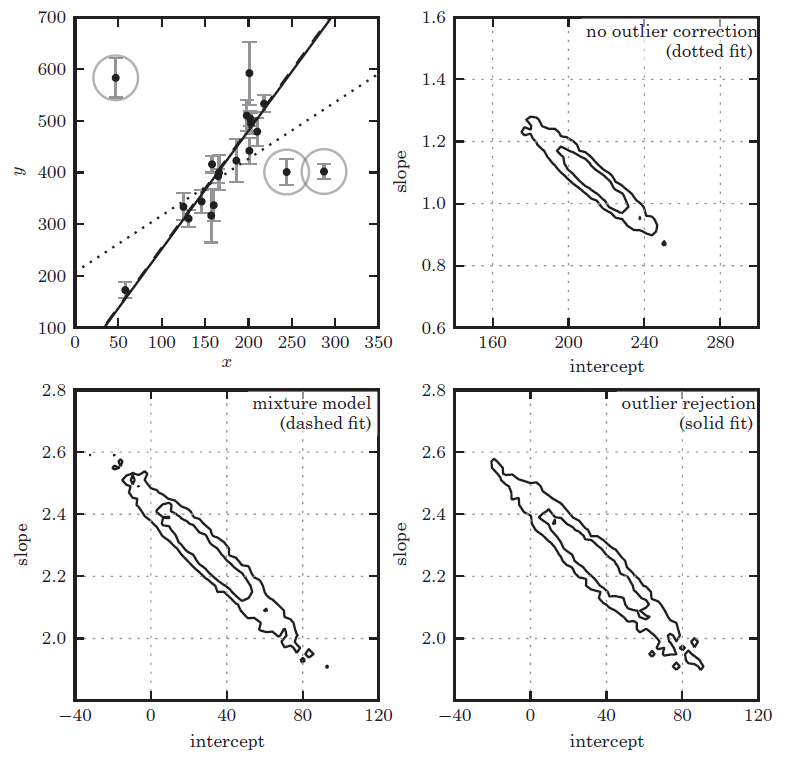 700
600
500
400
300
200
100
y
0 50 100 150 200 250 300 350
x
1.6
1.4
1.2
1.0
0.8
0.6
slope
no outlier correction
(dotted fit)
160 200 240 280
intercept
2.8
2.6
2.4
2.2
2.0
slope
mixture model
(dashed fit)
−40 0 40 80 120
intercept
2.8
2.6
2.4
2.2
2.0
slope
outlier rejection
(solid fit)
−40 0 40 80 120
intercept